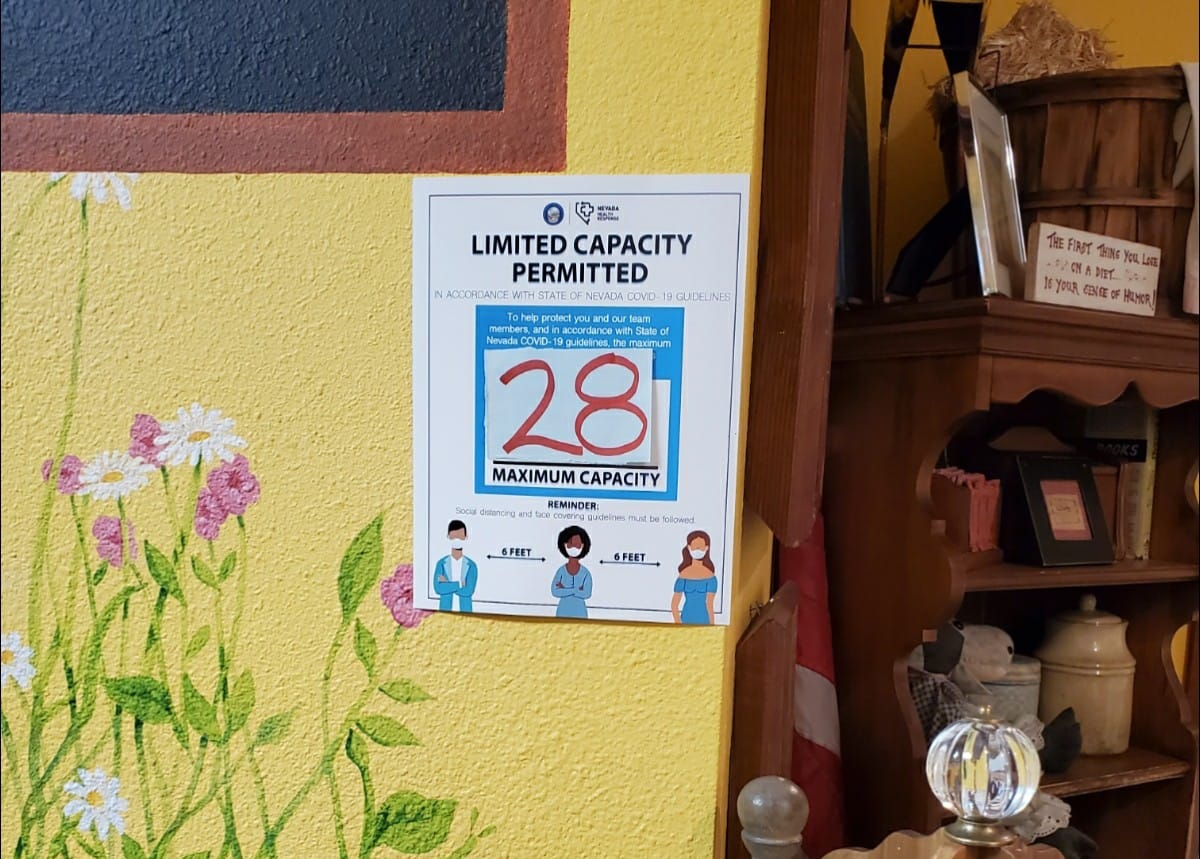 NEVADA
HEALTH
RESPONSE
LIMITED CAPACITY
PERMITTED
IN ACCORDANCE WITH STATE OF NEVADA COVID-19 GUIDELINES
To help protect you and our team
members, and in accordance with State of
Nevada COVID-19 guidelines, the maximum
28
MAXIMUM CAPACITY
REMINDER:
Social distancing and face covering guidelines must be followed.
6 FEET
6 FEET
THE FIRST THING YOU LOSE
ON A DIET...
IS YOUR SENSE OF HUMOR!
BOOKS